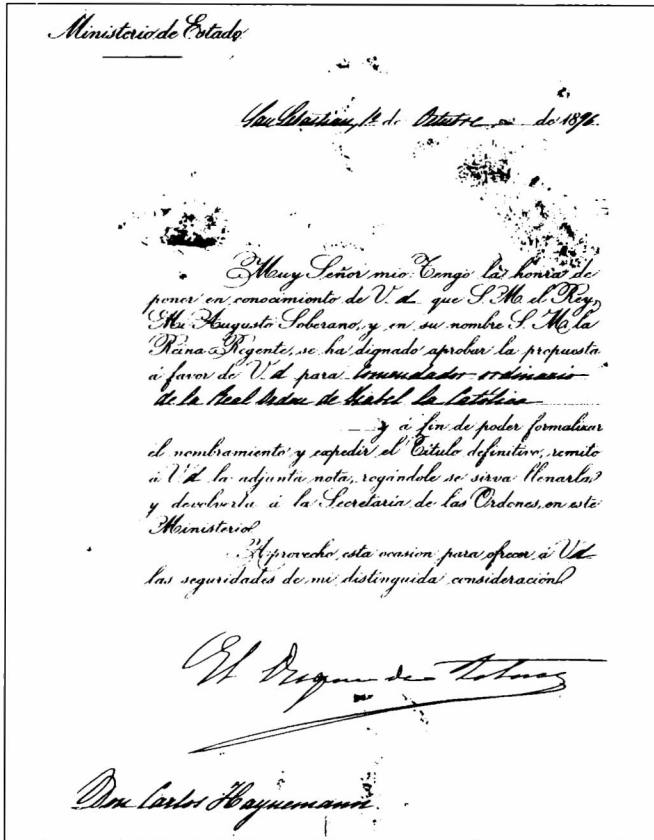 Ministerio de Estado
San Sebastian, 1º de Octubre de 1896.
Muy Señor mio: Tengo la honra de
poner en conocimiento de V.d que S.M. el Rey,
Mi Augusto Soberano, y en su nombre S. M. la
Reina Regente, se ha dignado aprobar la propuesta
á favor de V.d para Comendador ordinario
de la Real Orden de Isabel la Católica
y á fin de poder formalizar
el nombramiento y expedir el Título definitivo, remito
á V.d la adjunta nota, rogándole se sirva llenarla
y devolverla á la Secretaría de las Ordenes, en este
Ministerio
Aprovecho esta ocasion para ofrecer á V.d
las seguridades de mi distinguida consideración
El Duque de Tetuan
Don Carlos Haynemann.